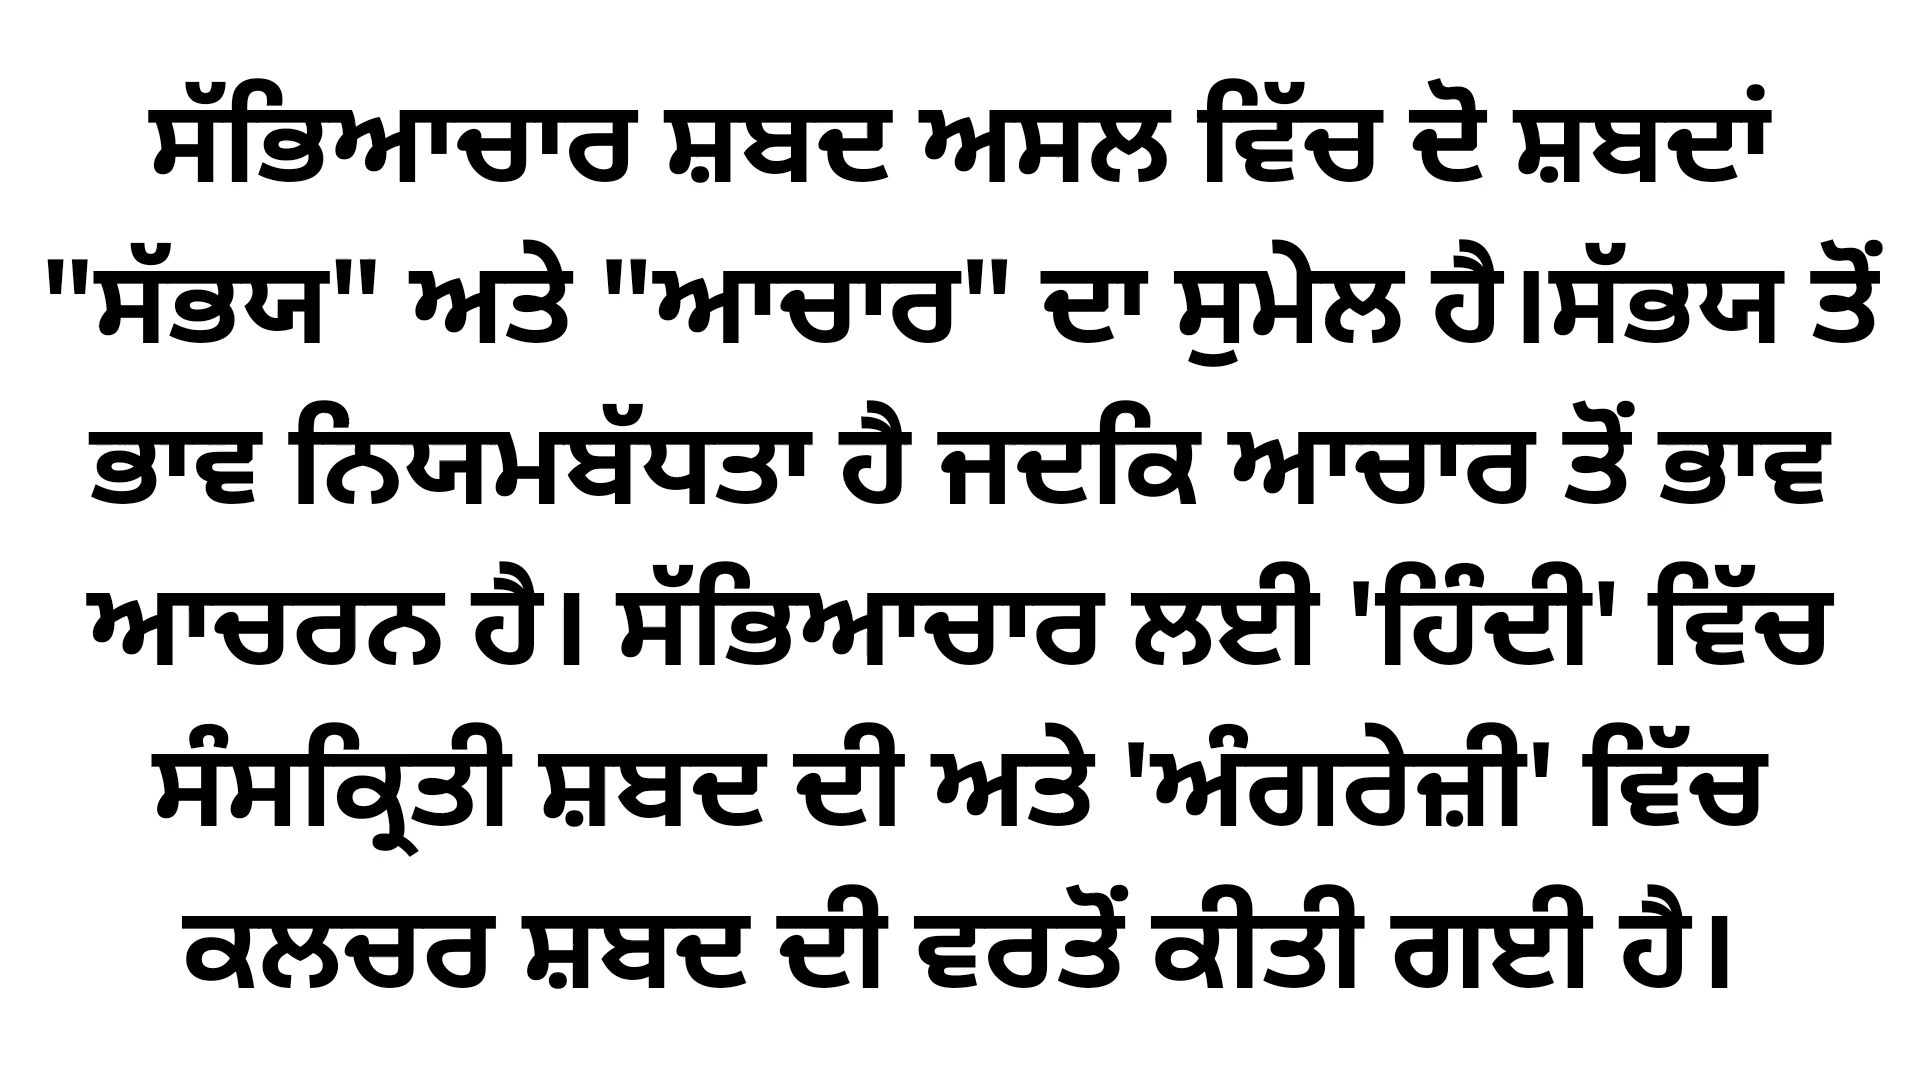 ਸੱਭਿਆਚਾਰ ਸ਼ਬਦ ਅਸਲ ਵਿੱਚ ਦੋ ਸ਼ਬਦਾਂ
"ਸੱਭਯ" ਅਤੇ "ਆਚਾਰ" ਦਾ ਸੁਮੇਲ ਹੈ।ਸੱਭਯ ਤੋਂ
ਭਾਵ ਨਿਯਮਬੱਧਤਾ ਹੈ ਜਦਕਿ ਆਚਾਰ ਤੋਂ ਭਾਵ
ਆਚਰਨ ਹੈ। ਸੱਭਿਆਚਾਰ ਲਈ 'ਹਿੰਦੀ' ਵਿੱਚ
ਸੰਸਕ੍ਰਿਤੀ ਸ਼ਬਦ ਦੀ ਅਤੇ 'ਅੰਗਰੇਜ਼ੀ' ਵਿੱਚ
ਕਲਚਰ ਸ਼ਬਦ ਦੀ ਵਰਤੋਂ ਕੀਤੀ ਗਈ ਹੈ।